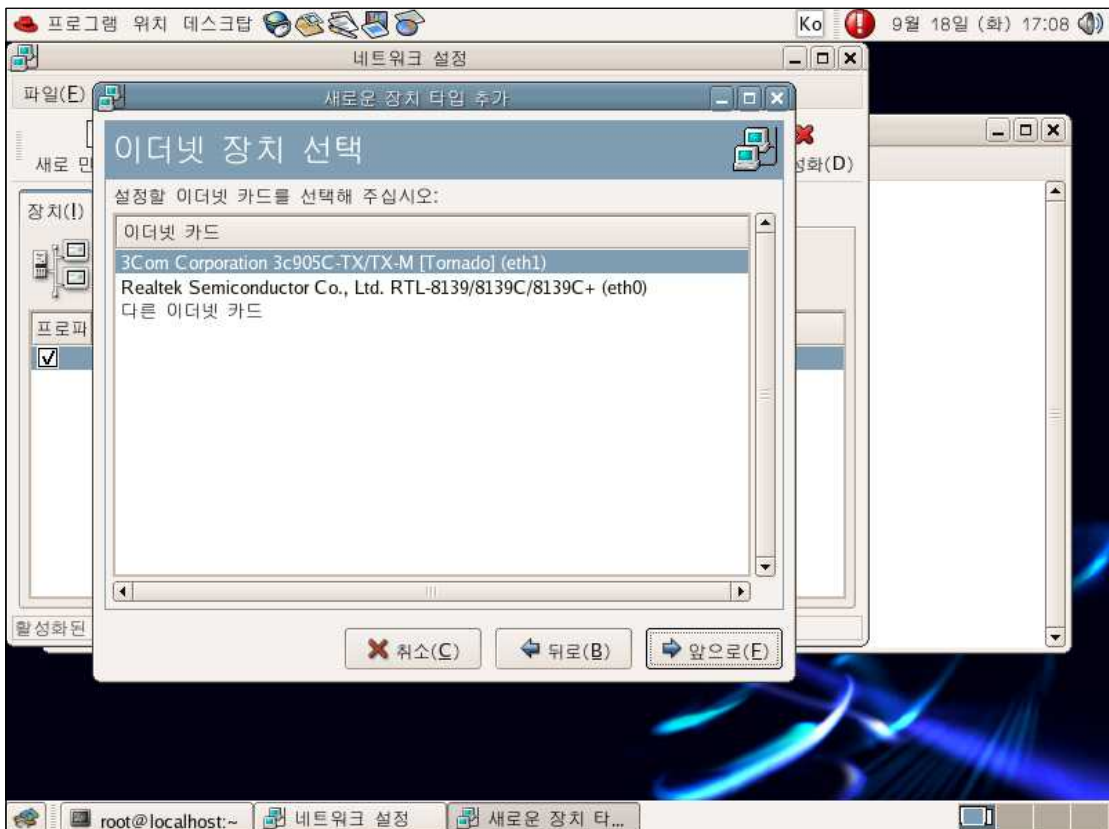 프로그램 위치 데스크탑
Ko
9월 18일 (화) 17:08
네트워크 설정
파일(F)
새로운 장치 타입 추가
이더넷 장치 선택
새로 만
성화(D)
설정할 이더넷 카드를 선택해 주십시오:
장치(I)
이더넷 카드
3Com Corporation 3c905C-TX/TX-M [Tornado] (eth1)
Realtek Semiconductor Co., Ltd. RTL-8139/8139C/8139C+ (eth0)
다른 이더넷 카드
프로파
활성화된
취소(C)
뒤로(B)
앞으로(F)
root@localhost:~
네트워크 설정
새로운 장치 타...